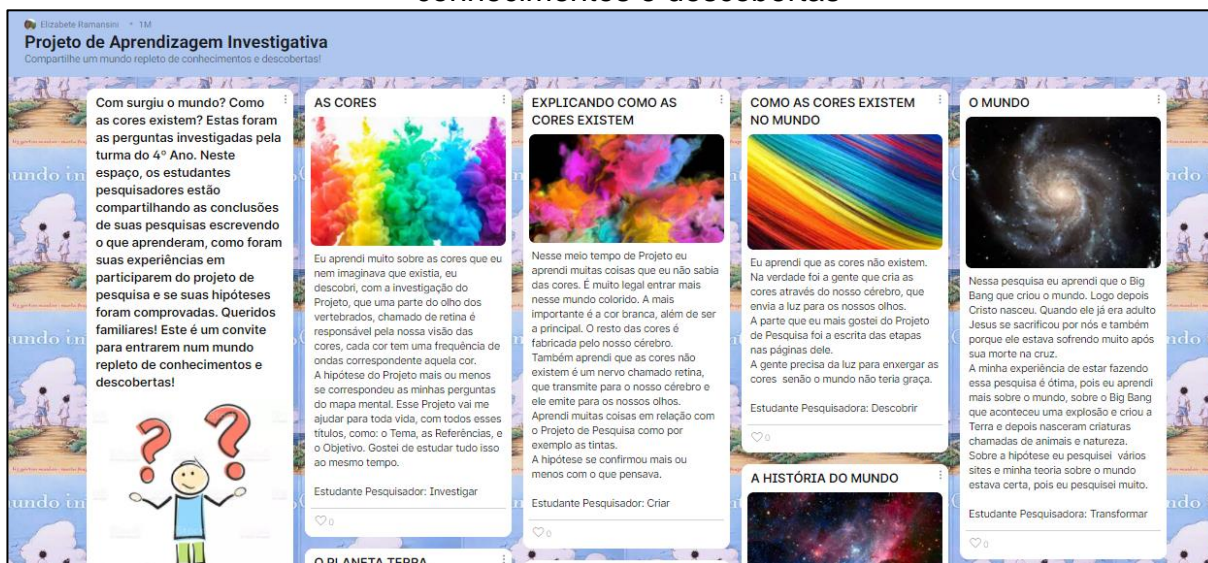 conhecimentos e descobertas
Elizabete Ramansini • 1M
Projeto de Aprendizagem Investigativa
Compartilhe um mundo repleto de conhecimentos e descobertas!
Com surgiu o mundo? Como
as cores existem? Estas foram
as perguntas investigadas pela
turma do 4º Ano. Neste
espaço, os estudantes
pesquisadores estão
compartilhando as conclusões
de suas pesquisas escrevendo
o que aprenderam, como foram
suas experiências em
participarem do projeto de
pesquisa e se suas hipóteses
foram comprovadas. Queridos
familiares! Este é um convite
para entrarem num mundo
repleto de conhecimentos e
descobertas!
AS CORES
Eu aprendi muito sobre as cores que eu
nem imaginava que existia, eu
descobri, com a investigação do
Projeto, que uma parte do olho dos
vertebrados, chamado de retina é
responsável pela nossa visão das
cores, cada cor tem uma frequência de
ondas correspondente aquela cor.
A hipótese do Projeto mais ou menos
se correspondeu as minhas perguntas
do mapa mental. Esse Projeto vai me
ajudar para toda vida, com todos esses
títulos, como: o Tema, as Referências, e
o Objetivo. Gostei de estudar tudo isso
ao mesmo tempo.
Estudante Pesquisador: Investigar
0
O PLANETA TERRA
EXPLICANDO COMO AS
CORES EXISTEM
Nesse meio tempo de Projeto eu
aprendi muitas coisas que eu não sabia
das cores. É muito legal entrar mais
nesse mundo colorido. A mais
importante é a cor branca, além de ser
a principal. O resto das cores é
fabricada pelo nosso cérebro.
Também aprendi que as cores não
existem é um nervo chamado retina,
que transmite para o nosso cérebro e
ele emite para os nossos olhos.
Aprendi muitas coisas em relação com
o Projeto de Pesquisa como por
exemplo as tintas.
A hipótese se confirmou mais ou
menos com o que pensava.
Estudante Pesquisador: Criar
0
COMO AS CORES EXISTEM
NO MUNDO
Eu aprendi que as cores não existem.
Na verdade foi a gente que cria as
cores através do nosso cérebro, que
envia a luz para os nossos olhos.
A parte que eu mais gostei do Projeto
de Pesquisa foi a escrita das etapas
nas páginas dele.
A gente precisa da luz para enxergar as
cores senão o mundo não teria graça.
Estudante Pesquisadora: Descobrir
0
A HISTÓRIA DO MUNDO
O MUNDO
Nessa pesquisa eu aprendi que o Big
Bang que criou o mundo. Logo depois
Cristo nasceu. Quando ele já era adulto
Jesus se sacrificou por nós e também
porque ele estava sofrendo muito após
sua morte na cruz.
A minha experiência de estar fazendo
essa pesquisa é ótima, pois eu aprendi
mais sobre o mundo, sobre o Big Bang
que aconteceu uma explosão e criou a
Terra e depois nasceram criaturas
chamadas de animais e natureza.
Sobre a hipótese eu pesquisei vários
sites e minha teoria sobre o mundo
estava certa, pois eu pesquisei muito.
Estudante Pesquisadora: Transformar
0